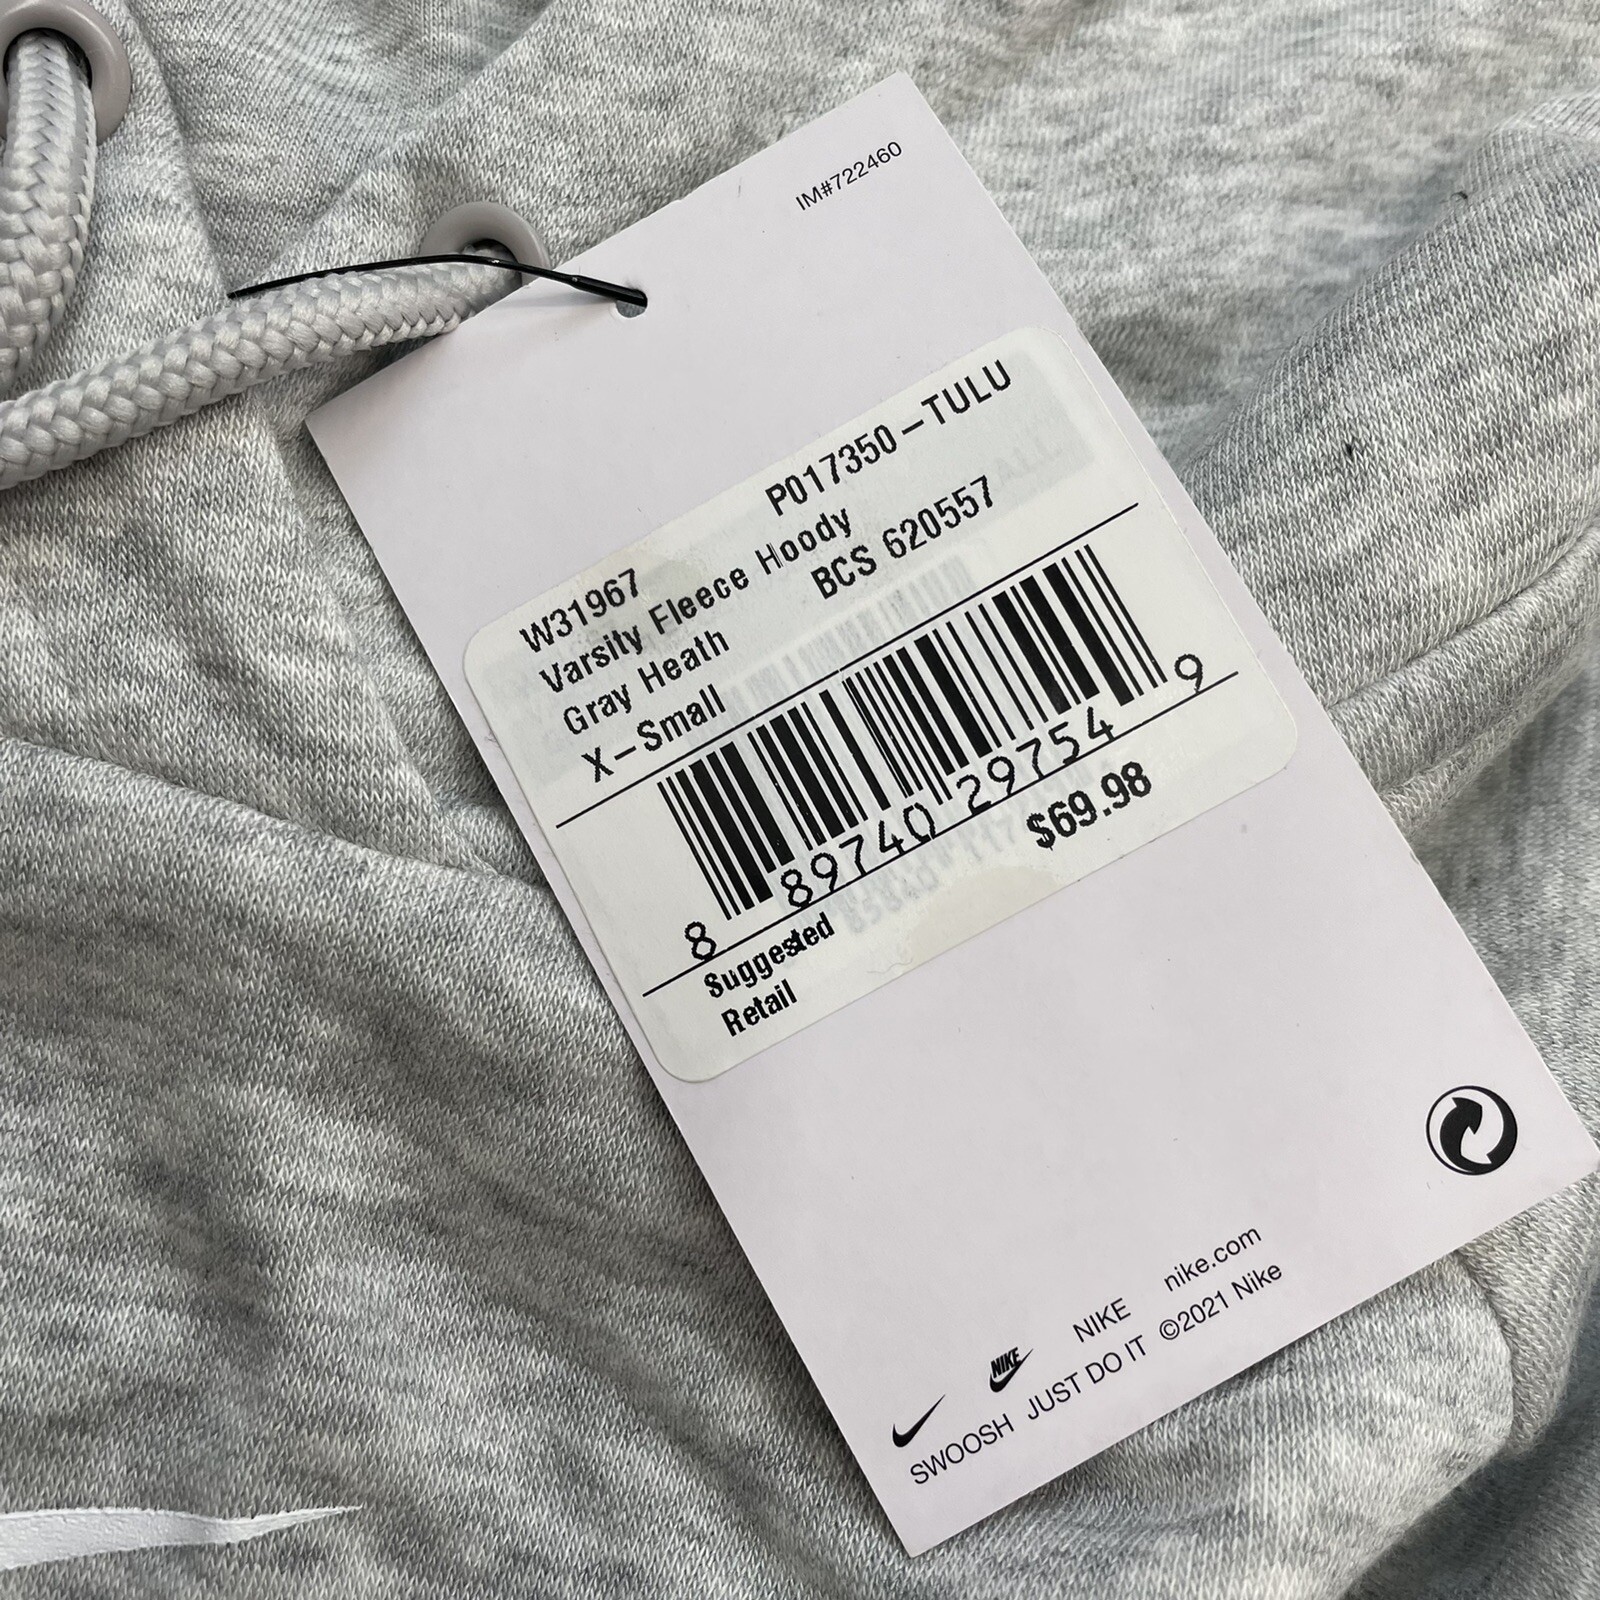 IM#722460
P017350-TULU
W31967
Varsity Fleece Hoody
Gray Heath
BCS 620557
X-Small
8 89740 29754 9
Suggested
Retail
$69.98
nike.com
NIKE NIKE
SWOOSH JUST DO IT ©2021 Nike